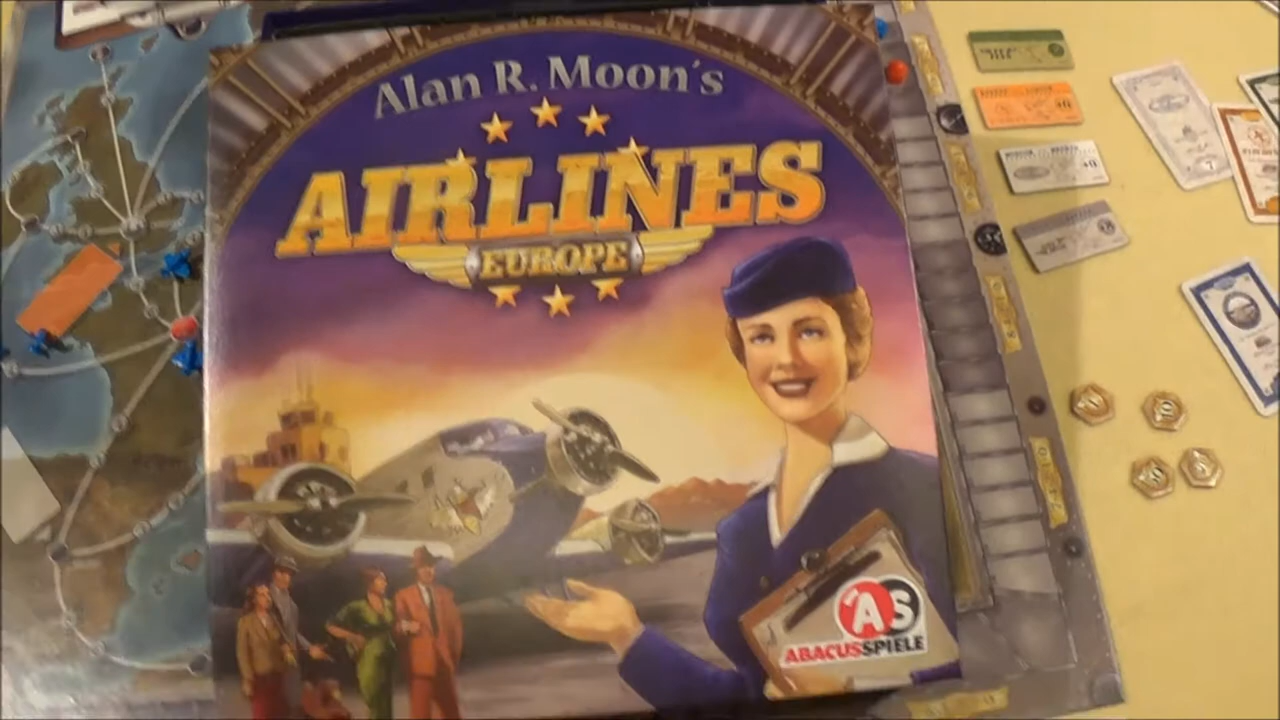 Alan R. Moon's
AIRLINES
EUROPE
AS
ABACUSSPIELE